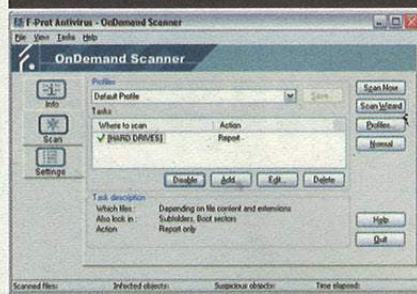 F-Prot Antivirus - OnDemand Scanner
File View Tasks Help
OnDemand Scanner
Info
Scan
Settings
Profiles
Default Profile
Save
Tasks
Where to scan Action
[HARD DRIVES] Report
Disable Add... Edit... Delete
Task description
Which files: Depending on file content and extensions
Also look in: Subfolders, Boot sectors
Action Report only
Scan Now
Scan Wizard
Profiles...
Normal
Help
Quit
Scanned files: Infected objects: Suspicious objects: Time elapsed: